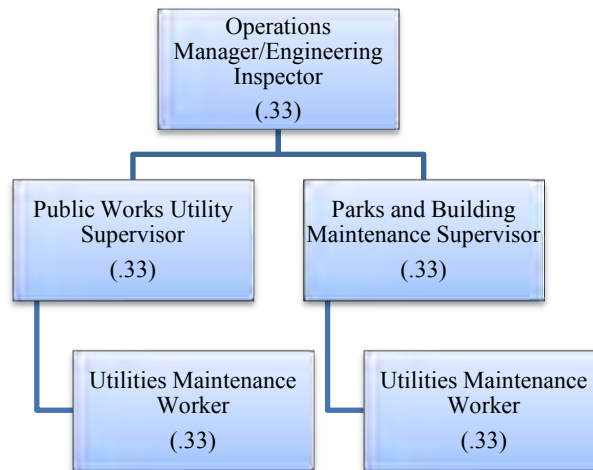 Operations
Manager/Engineering
Inspector
(.33)
Public Works Utility
Supervisor
(.33)
Parks and Building
Maintenance Supervisor
(.33)
Utilities Maintenance
Worker
(.33)
Utilities Maintenance
Worker
(.33)